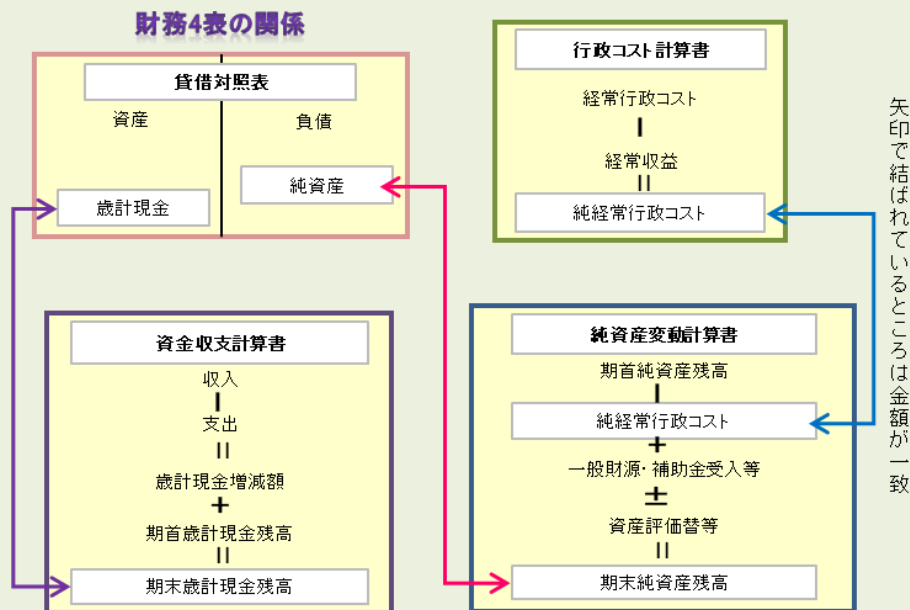 財務4表の関係
貸借対照表
資産
負債
純資産
歳計現金
行政コスト計算書
経常行政コスト
－
経常収益
＝
純経常行政コスト
資金収支計算書
収入
－
支出
＝
歳計現金増減額
＋
期首歳計現金残高
＝
期末歳計現金残高
純資産変動計算書
期首純資産残高
－
純経常行政コスト
＋
一般財源・補助金受入等
±
資産評価替等
＝
期末純資産残高
矢印で結ばれているところは金額が一致